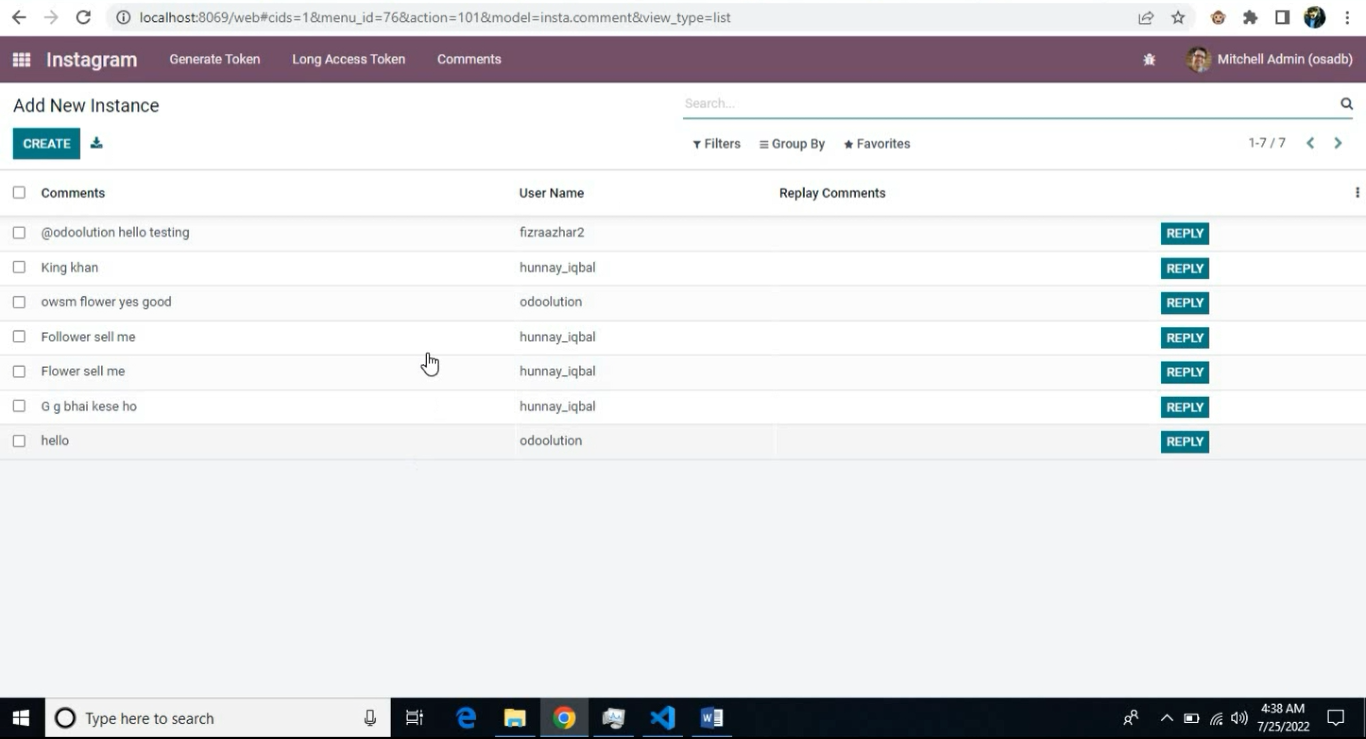 localhost:8069/web#cids=1&menu_id=76&action=101&model=insta.comment&view_type=list
Instagram Generate Token Long Access Token Comments Mitchell Admin (osadb)
Add New Instance Search...
CREATE Filters Group By Favorites 1-7 / 7
Comments User Name Replay Comments
@odoolution hello testing fizraazhar2 REPLY
King khan hunnay_iqbal REPLY
owsm flower yes good odoolution REPLY
Follower sell me hunnay_iqbal REPLY
Flower sell me hunnay_iqbal REPLY
G g bhai kese ho hunnay_iqbal REPLY
hello odoolution REPLY
Type here to search 4:38 AM
7/25/2022